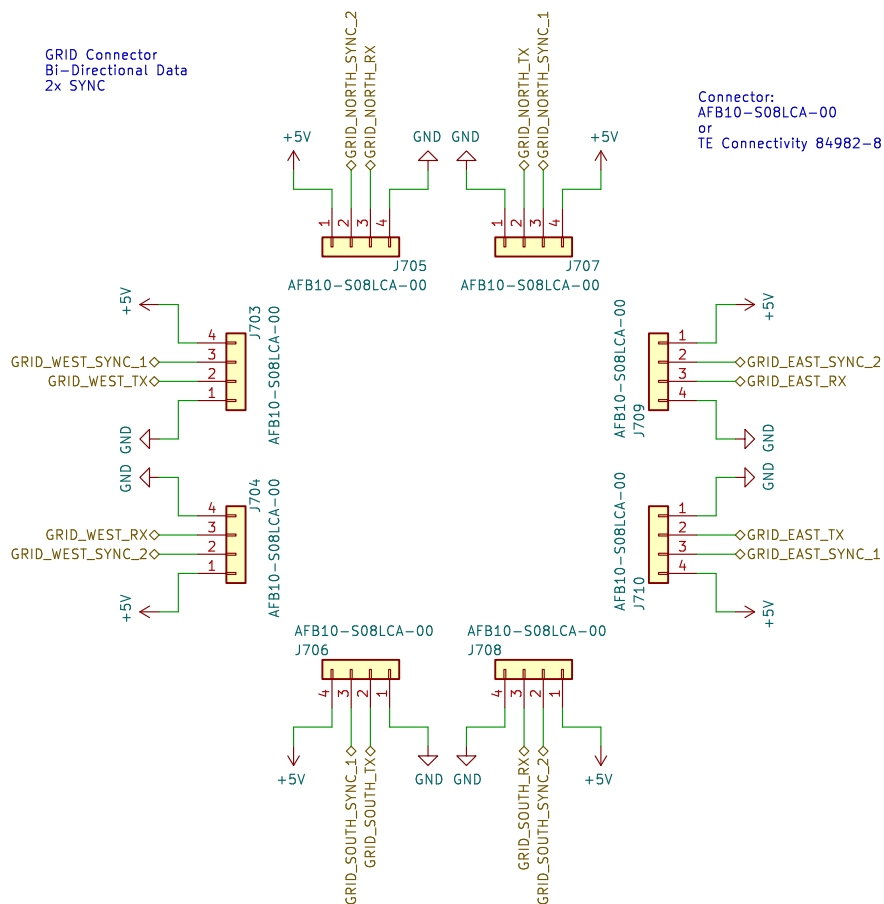 GRID Connector
Bi-Directional Data
2x SYNC
Connector:
AFB10-S08LCA-00
or
TE Connectivity 84982-8
+5V
GRID_NORTH_SYNC_2
GRID_NORTH_RX
GND
1
2
3
4
J705
AFB10-S08LCA-00
GND
GRID_NORTH_TX
GRID_NORTH_SYNC_1
+5V
1
2
3
4
J707
AFB10-S08LCA-00
+5V
GRID_WEST_SYNC_1
GRID_WEST_TX
GND
4
3
2
1
J703
AFB10-S08LCA-00
+5V
GRID_EAST_SYNC_2
GRID_EAST_RX
GND
1
2
3
4
J709
AFB10-S08LCA-00
GND
GRID_WEST_RX
GRID_WEST_SYNC_2
+5V
4
3
2
1
J704
AFB10-S08LCA-00
GND
GRID_EAST_TX
GRID_EAST_SYNC_1
+5V
1
2
3
4
J710
AFB10-S08LCA-00
AFB10-S08LCA-00
J706
4
3
2
1
+5V
GRID_SOUTH_SYNC_1
GRID_SOUTH_TX
GND
AFB10-S08LCA-00
J708
4
3
2
1
GND
GRID_SOUTH_RX
GRID_SOUTH_SYNC_2
+5V